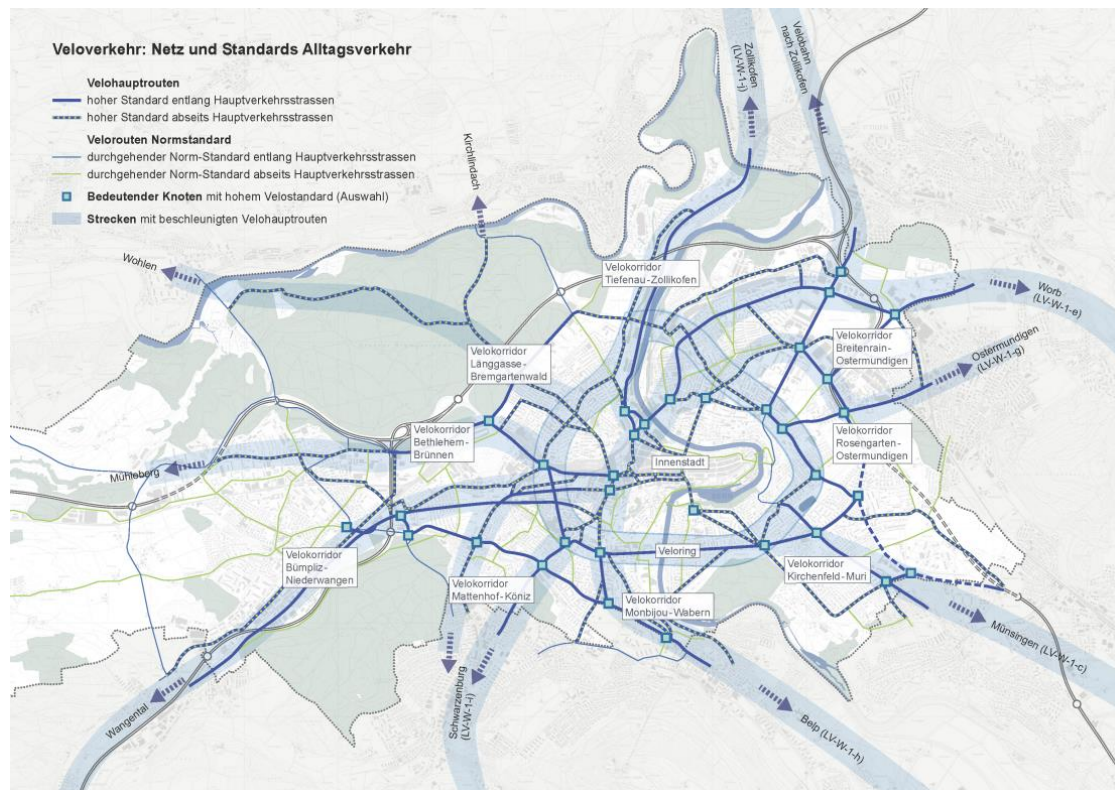 Veloverkehr: Netz und Standards Alltagsverkehr
Velohauptrouten
hoher Standard entlang Hauptverkehrsstrassen
hoher Standard abseits Hauptverkehrsstrassen
Velorouten Normstandard
durchgehender Norm-Standard entlang Hauptverkehrsstrassen
durchgehender Norm-Standard abseits Hauptverkehrsstrassen
Bedeutender Knoten mit hohem Velostandard (Auswahl)
Strecken mit beschleunigten Velohauptrouten
Zollikofen
(LV-W-1-j)
Velobahn
nach Zollikofen
Kirchlindach
Wohlen
Velokorridor
Tiefenau-Zollikofen
Worb
(LV-W-1-e)
Velokorridor
Breitenrain-
Ostermundigen
Ostermundigen
(LV-W-1-g)
Velokorridor
Länggasse-
Bremgartenwald
Velokorridor
Bethlehem-
Brünnen
Velokorridor
Rosengarten-
Ostermundigen
Innenstadt
Mühleberg
Veloring
Velokorridor
Bümpliz-
Niederwangen
Velokorridor
Mattenhof-Köniz
Velokorridor
Kirchenfeld-Muri
Velokorridor
Monbijou-Wabern
Münsingen (LV-W-1-c)
Wangental
Schwarzenburg
(LV-W-1-i)
Belp (LV-W-1-h)